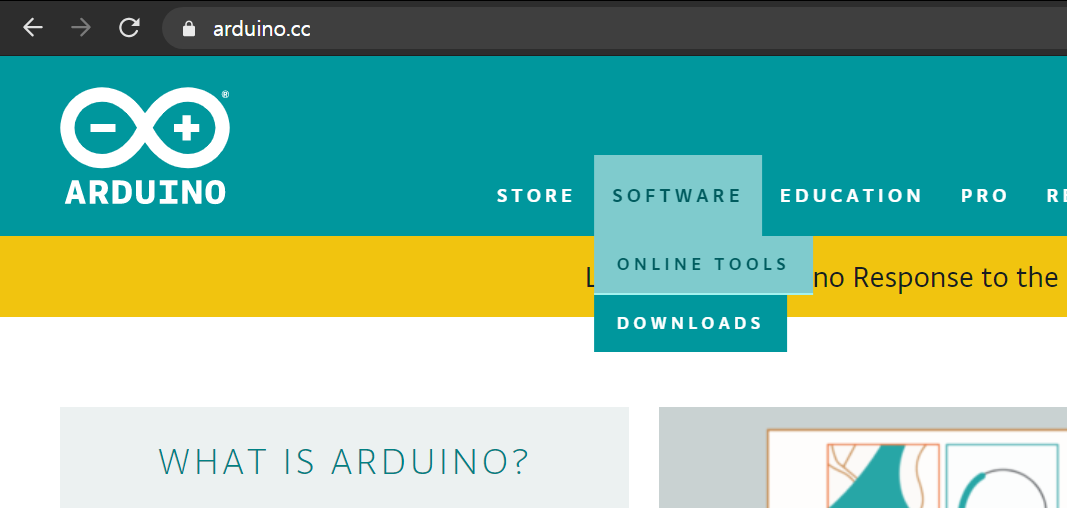 arduino.cc
®
ARDUINO
STORE SOFTWARE EDUCATION PRO
ONLINE TOOLS
no Response to the
DOWNLOADS
WHAT IS ARDUINO?